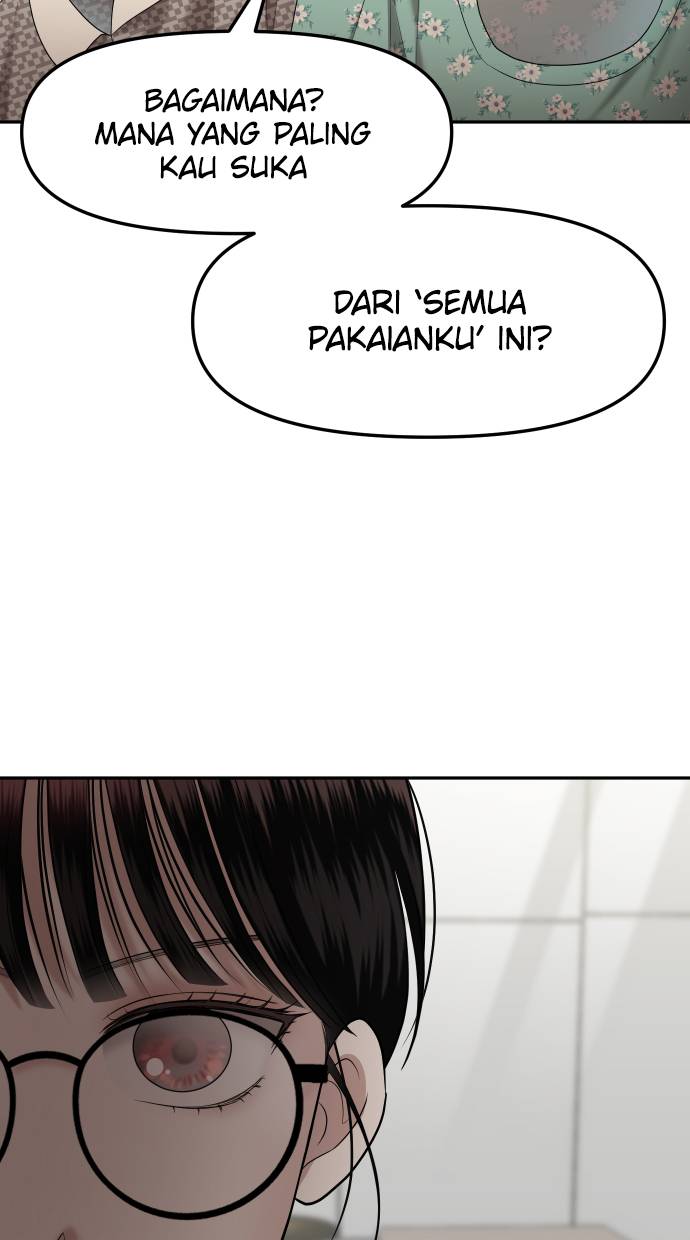 BAGAIMANA?
MANA YANG PALING
KAU SUKA
DARI ‘SEMUA
PAKAIANKU’ INI?